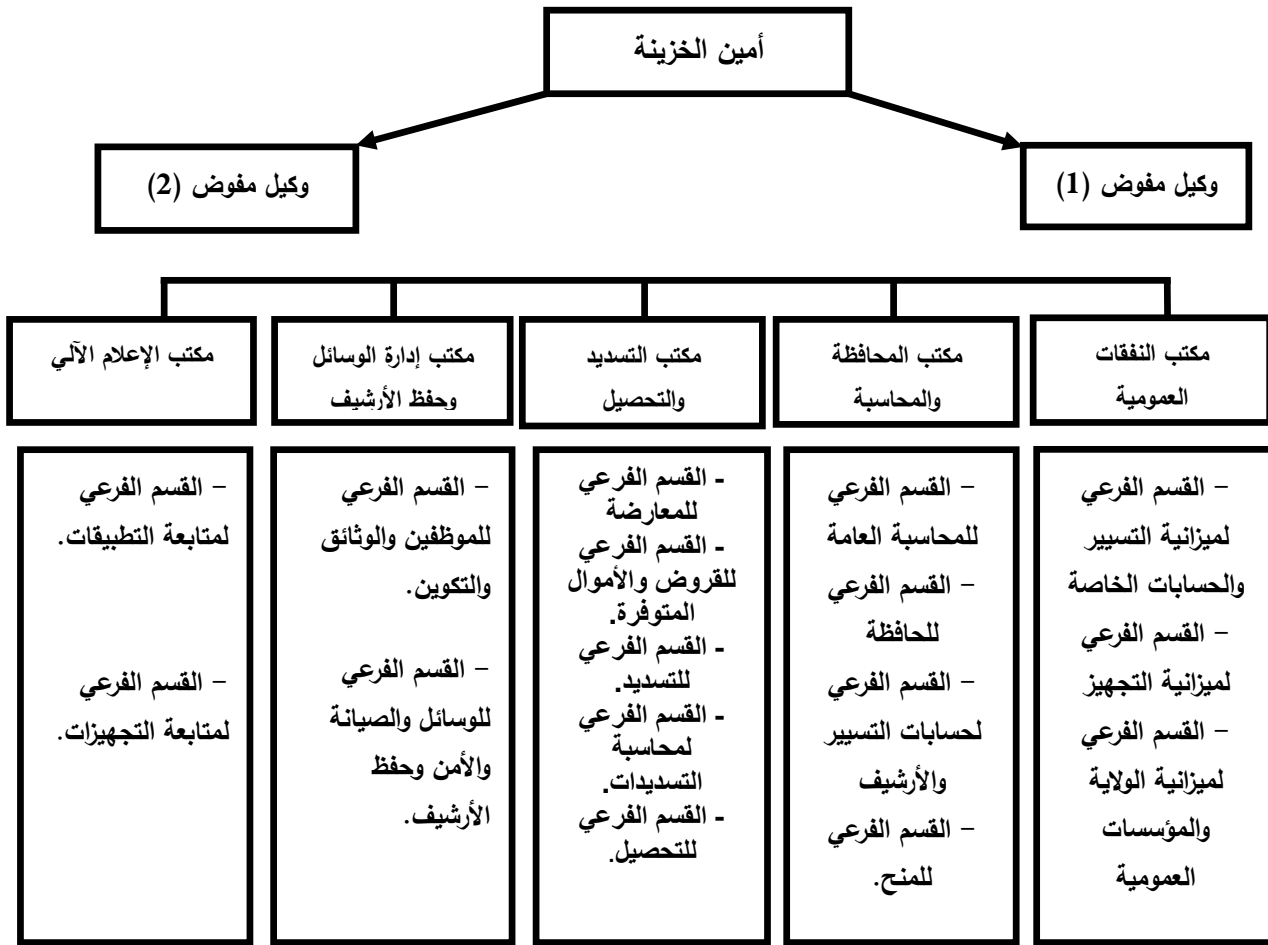 أمين الخزينة
وكيل مفوض (1)
وكيل مفوض (2)
مكتب النفقات
العمومية
مكتب المحافظة
والمحاسبة
مكتب التسديد
والتحصيل
مكتب إدارة الوسائل
وحفظ الأرشيف
مكتب الإعلام الآلي
– القسم الفرعي
لميزانية التسيير
والحسابات الخاصة
– القسم الفرعي
لميزانية التجهيز
– القسم الفرعي
لميزانية الولاية
والمؤسسات
العمومية
– القسم الفرعي
للمحاسبة العامة
– القسم الفرعي
للحافظة
– القسم الفرعي
لحسابات التسيير
والأرشيف
– القسم الفرعي
للمنح.
- القسم الفرعي
للمعارضة
- القسم الفرعي
للقروض والأموال
المتوفرة.
- القسم الفرعي
للتسديد.
- القسم الفرعي
لمحاسبة
التسديدات.
- القسم الفرعي
للتحصيل.
– القسم الفرعي
للموظفين والوثائق
والتكوين.
– القسم الفرعي
للوسائل والصيانة
والأمن وحفظ
الأرشيف.
– القسم الفرعي
لمتابعة التطبيقات.
– القسم الفرعي
لمتابعة التجهيزات.